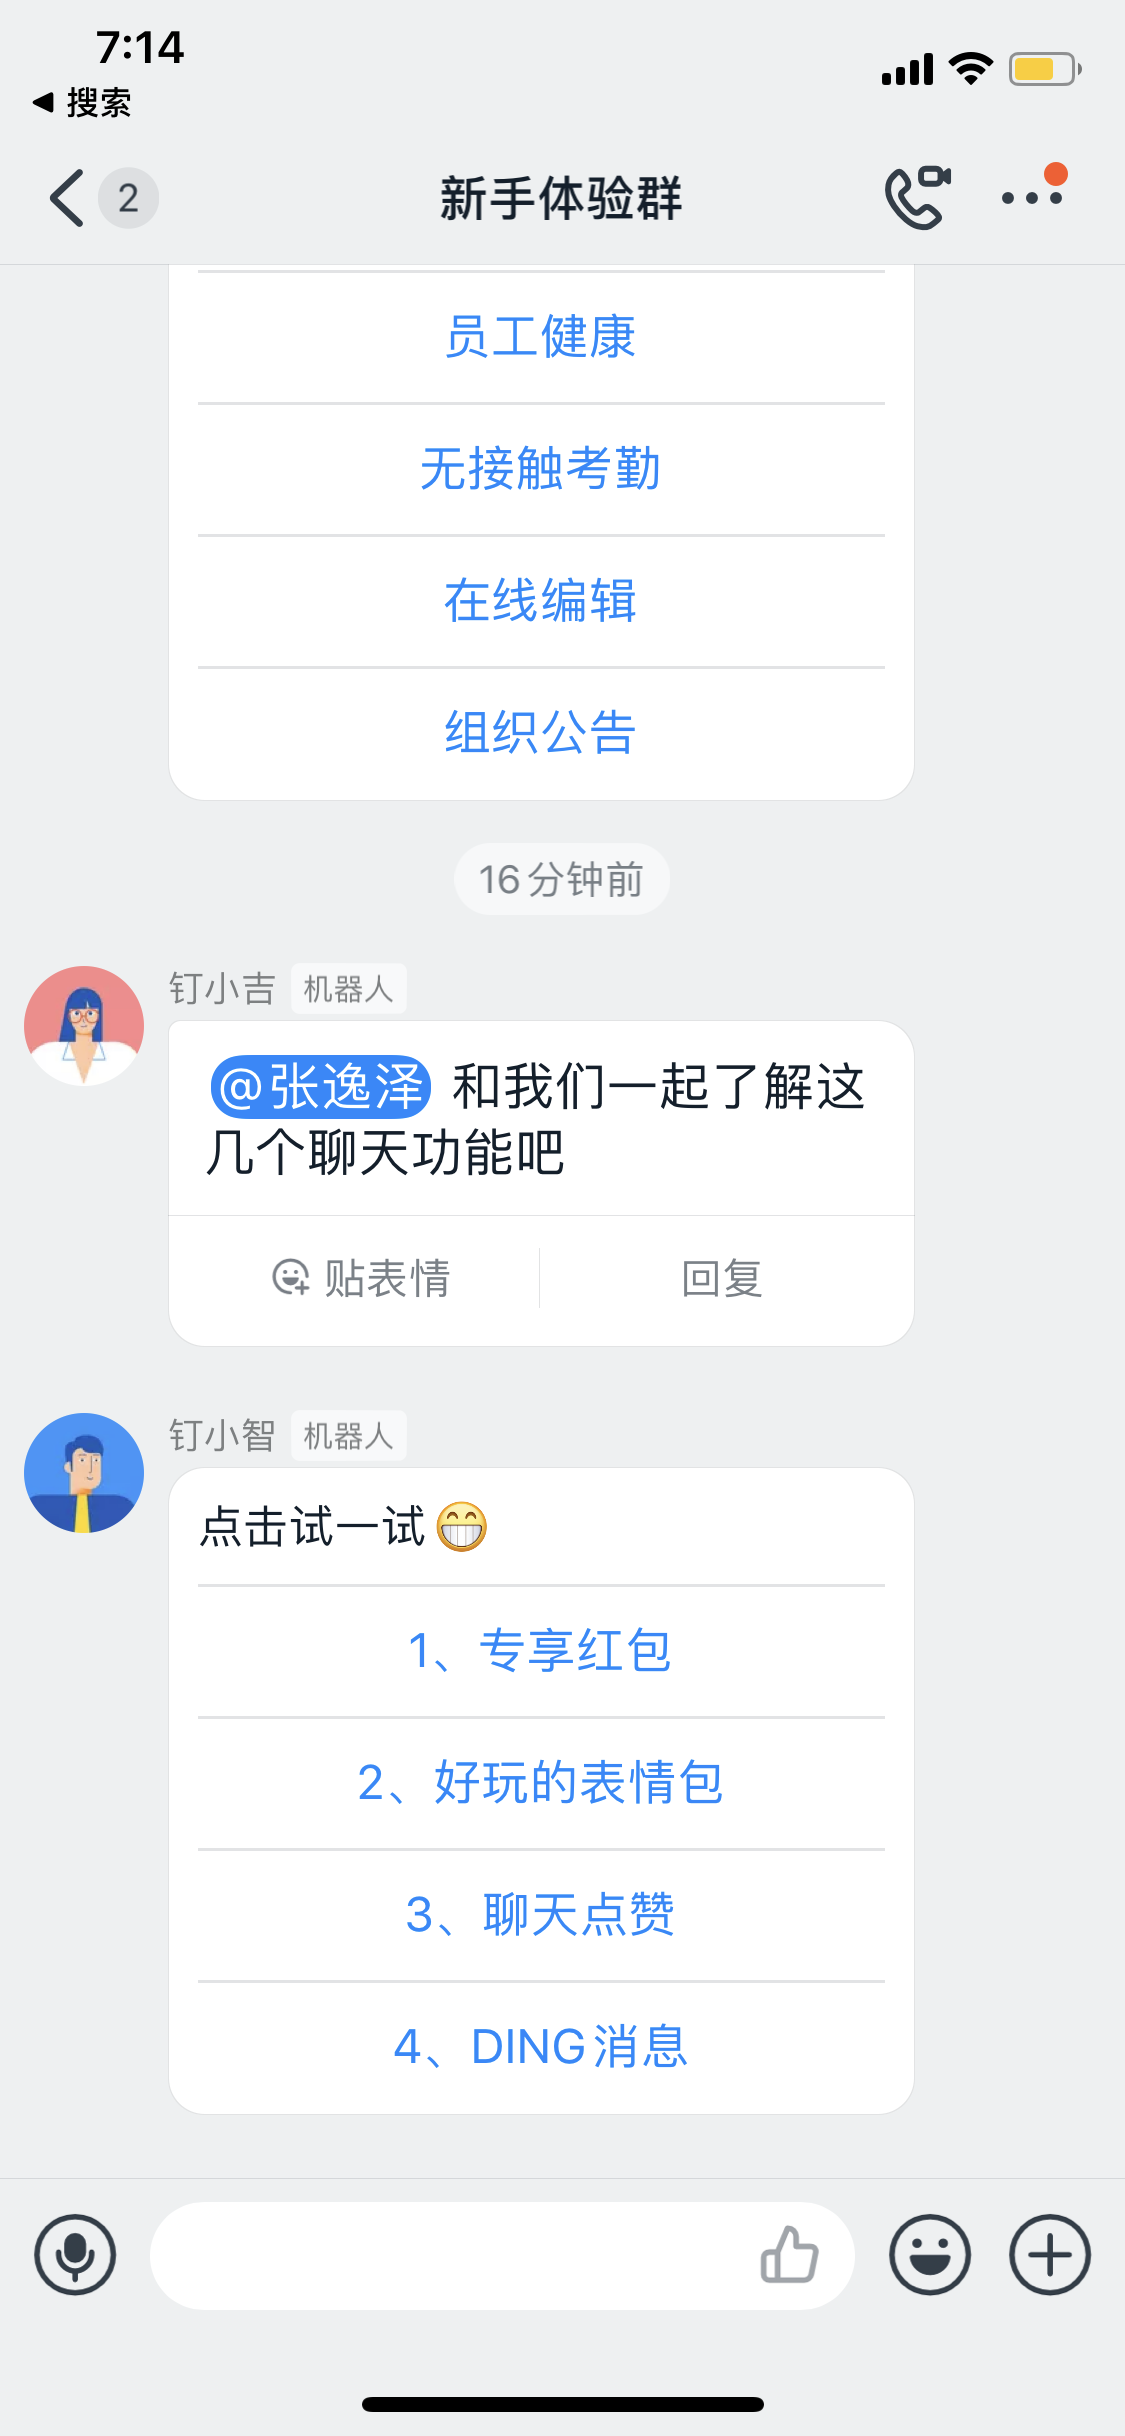 7:14
搜索
2
新手体验群
员工健康
无接触考勤
在线编辑
组织公告
16分钟前
钉小吉 机器人
@张逸泽 和我们一起了解这
几个聊天功能吧
贴表情 回复
钉小智 机器人
点击试一试😁
1、专享红包
2、好玩的表情包
3、聊天点赞
4、DING消息